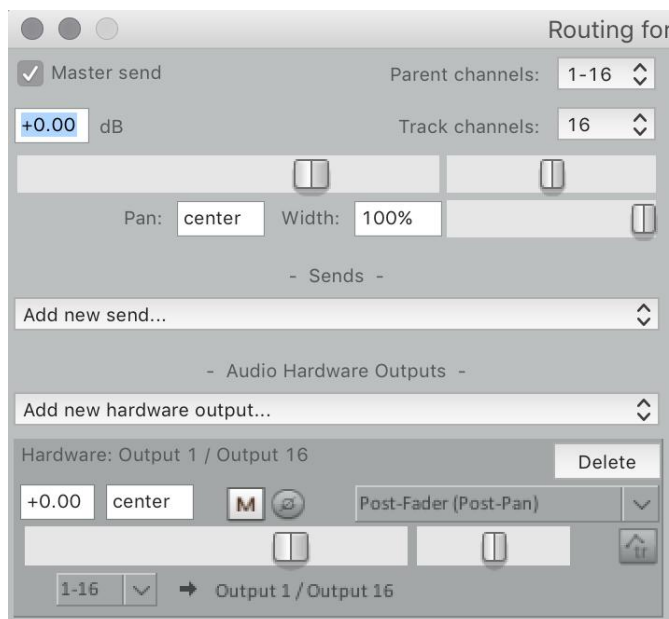 Routing for
Master send Parent channels: 1-16
+0.00 dB Track channels: 16
Pan: center Width: 100%
- Sends -
Add new send...
- Audio Hardware Outputs -
Add new hardware output...
Hardware: Output 1 / Output 16 Delete
+0.00 center M ø Post-Fader (Post-Pan)
tr
1-16 → Output 1 / Output 16